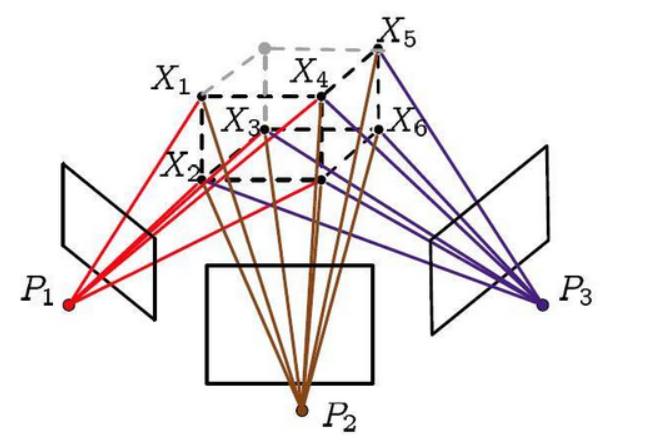 X₅
X₁
X₄
X₃
X₆
X₂
P₁
P₃
P₂